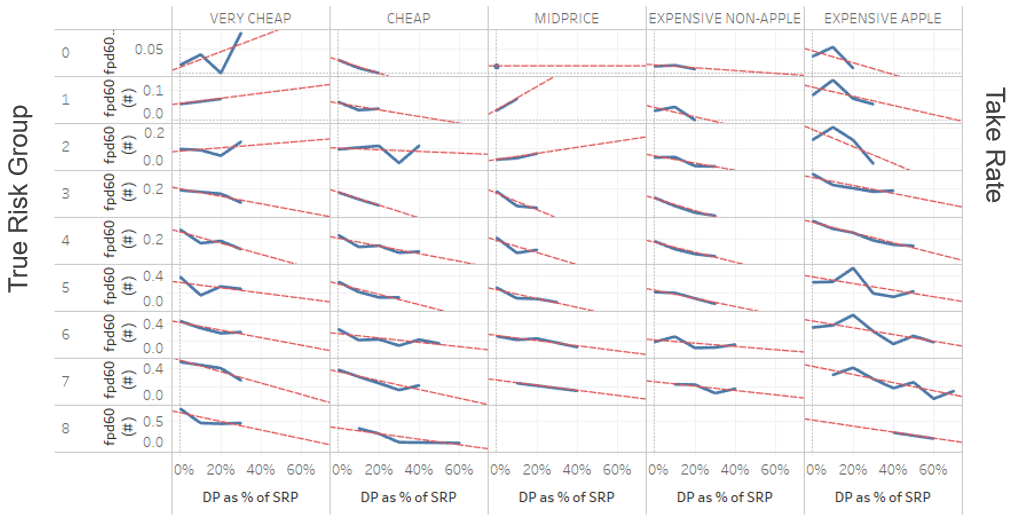 VERY CHEAP CHEAP MIDPRICE EXPENSIVE NON-APPLE EXPENSIVE APPLE
True Risk Group
Take Rate
0 fpd60.. 0.05
1 fpd60 (#) 0.1 0.0
2 fpd60 (#) 0.2 0.0
3 fpd60 (#) 0.2
4 fpd60 (#) 0.2
5 fpd60 (#) 0.4 0.0
6 fpd60 (#) 0.4 0.0
7 fpd60 (#) 0.4 0.0
8 fpd60 (#) 0.5 0.0
0% 20% 40% 60% 0% 20% 40% 60% 0% 20% 40% 60% 0% 20% 40% 60% 0% 20% 40% 60%
DP as % of SRP DP as % of SRP DP as % of SRP DP as % of SRP DP as % of SRP